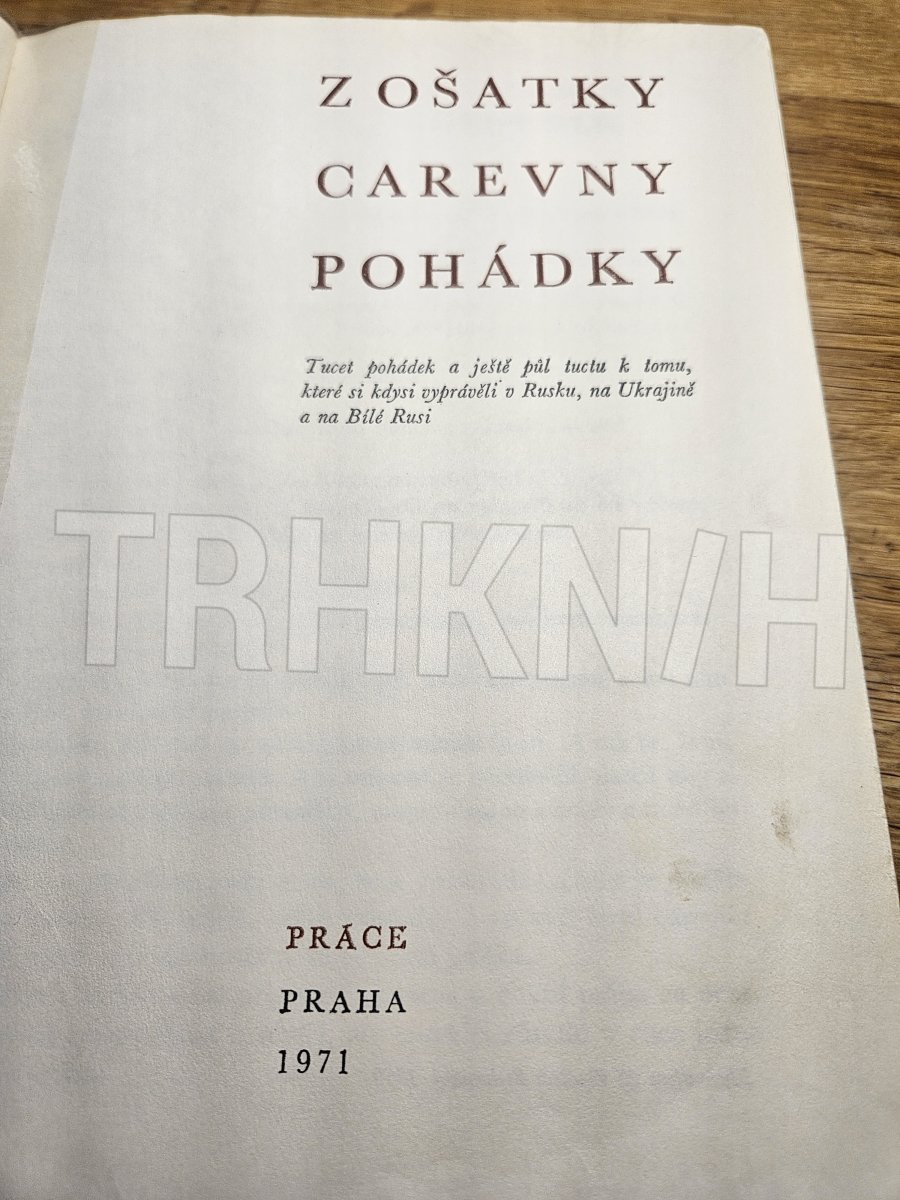 Z OŠATKY
CAREVNY
POHÁDKY
Tucet pohádek a ještě půl tuctu k tomu,
které si kdysi vyprávěli v Rusku, na Ukrajině
a na Bílé Rusi
TRHKNIH
PRÁCE
PRAHA
1971